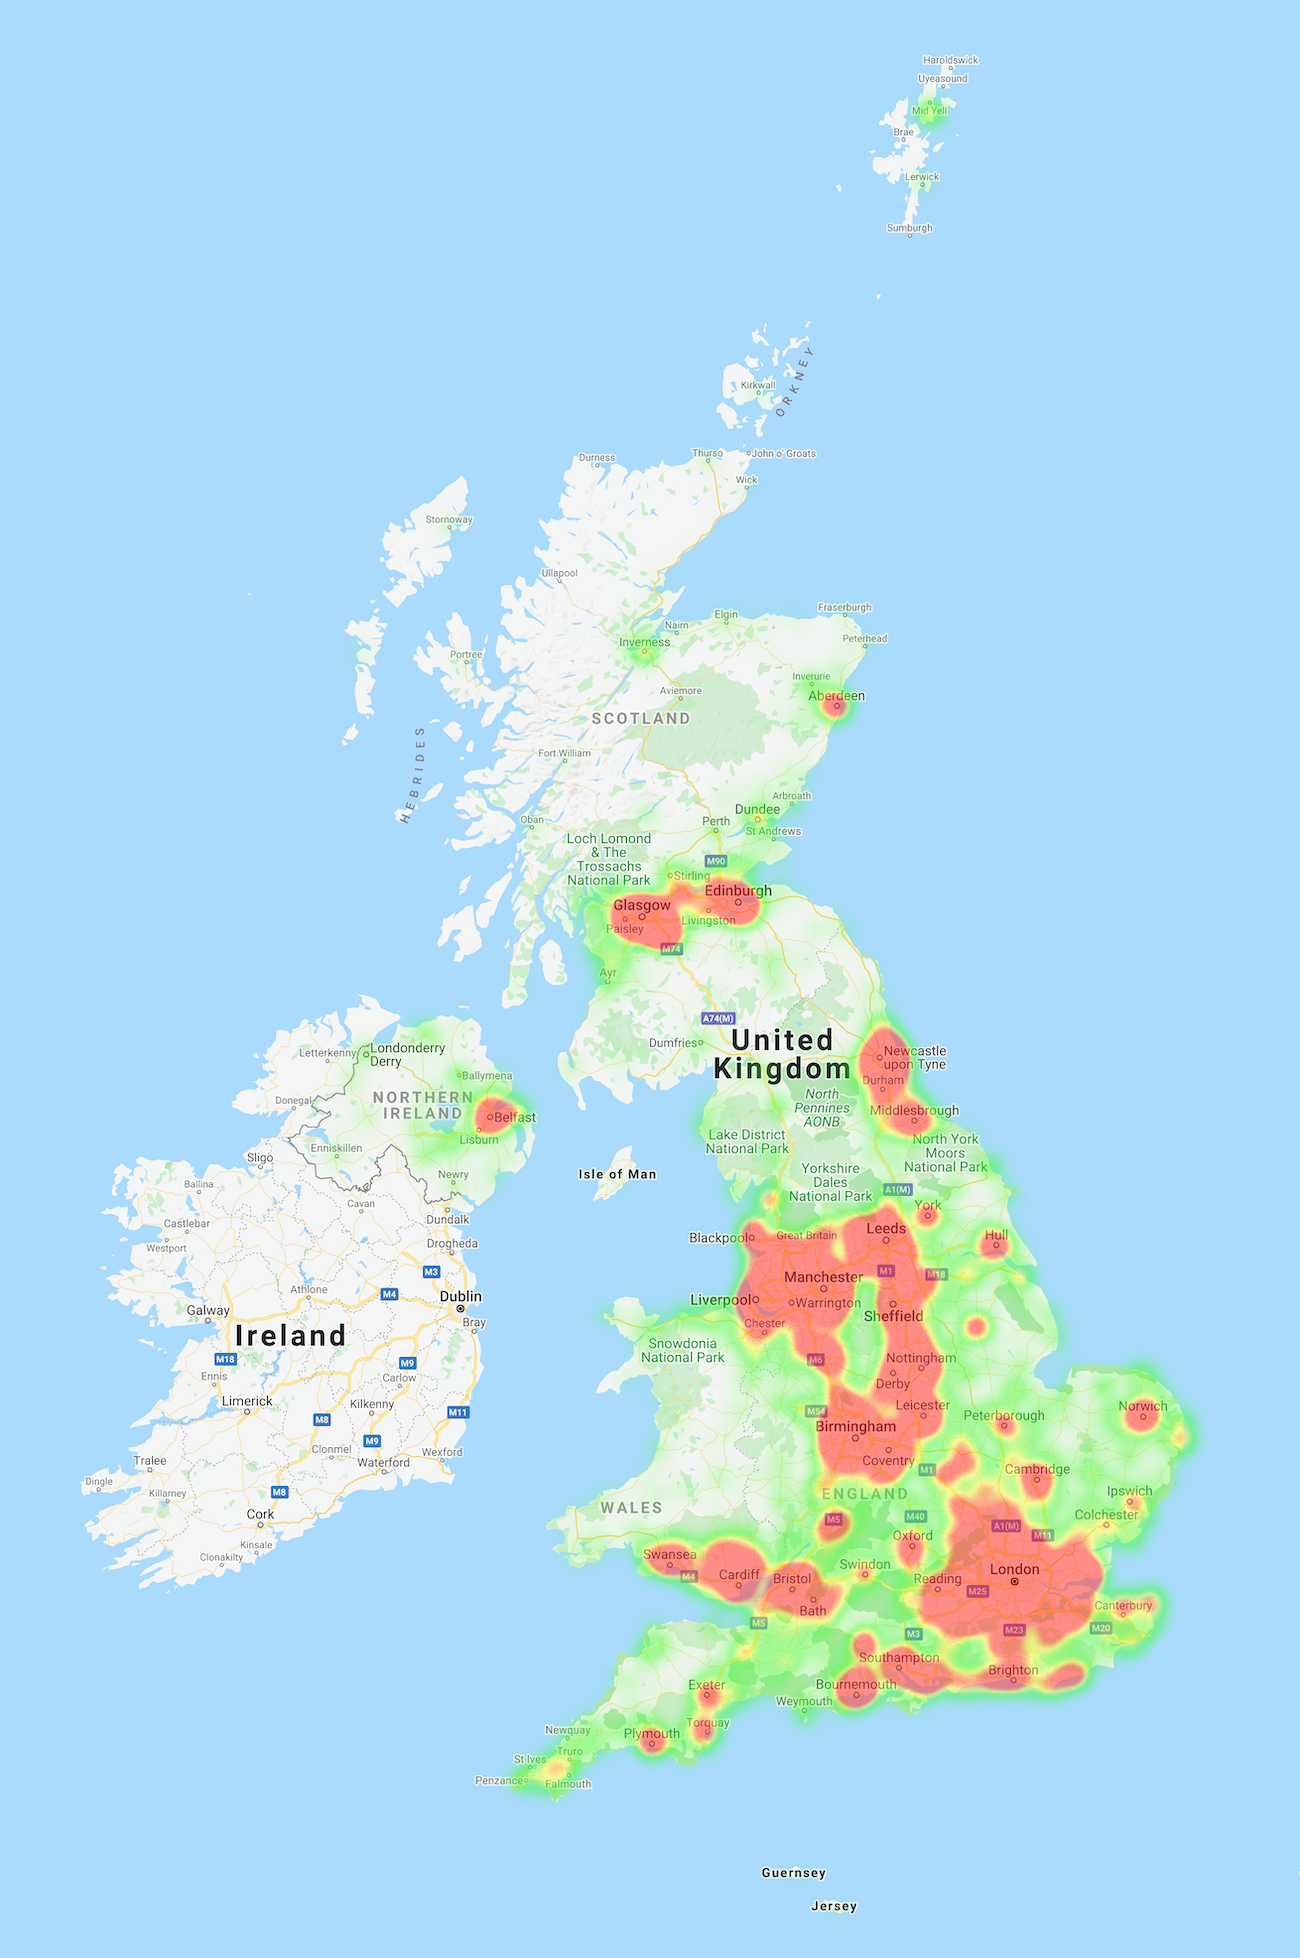 Haroldswick
Uyeasound
Mid Yell
Brae
Lerwick
Sumburgh
Kirkwall
ORKNEY
Durness
Thurso
John o' Groats
Wick
Stornoway
Ullapool
Fraserburgh
Elgin
Nairn
Peterhead
Inverness
Portree
Inverurie
Aviemore
Aberdeen
SCOTLAND
HEBRIDES
Fort William
Arbroath
Dundee
Oban
Perth
St Andrews
Loch Lomond
& The
Trossachs
National Park
M90
Stirling
Edinburgh
Glasgow
Livingston
Paisley
M74
Ayr
A74(M)
United
Kingdom
Dumfries
Newcastle
upon Tyne
Durham
Middlesbrough
Letterkenny
Londonderry
Derry
Ballymena
NORTHERN
IRELAND
Donegal
Belfast
Lisburn
Enniskillen
Sligo
Newry
North
Pennines
AONB
Lake District
National Park
North York
Moors
National Park
Yorkshire
Dales
National Park
Isle of Man
A1(M)
Ballina
Cavan
Dundalk
Castlebar
Westport
Drogheda
M3
York
Leeds
Blackpool
Great Britain
Hull
M1
M18
Manchester
Athlone
M4
Dublin
Liverpool
Warrington
Sheffield
Galway
Bray
Ireland
Chester
Snowdonia
National Park
M18
M9
M6
Nottingham
Ennis
Carlow
Derby
Limerick
Kilkenny
M11
M8
M54
Leicester
Norwich
Peterborough
Birmingham
M9
Clonmel
Wexford
Tralee
Waterford
Coventry
M1
Cambridge
Dingle
Killarney
M8
ENGLAND
Ipswich
WALES
Cork
M5
M40
Colchester
A1(M)
M11
Kinsale
Clonakilty
Oxford
Swansea
Swindon
M4
Cardiff
Bristol
Reading
London
M25
Bath
Canterbury
M5
M3
M23
M20
Southampton
Brighton
Exeter
Bournemouth
Weymouth
Torquay
Newquay
Plymouth
St Ives
Truro
Penzance
Falmouth
Guernsey
Jersey